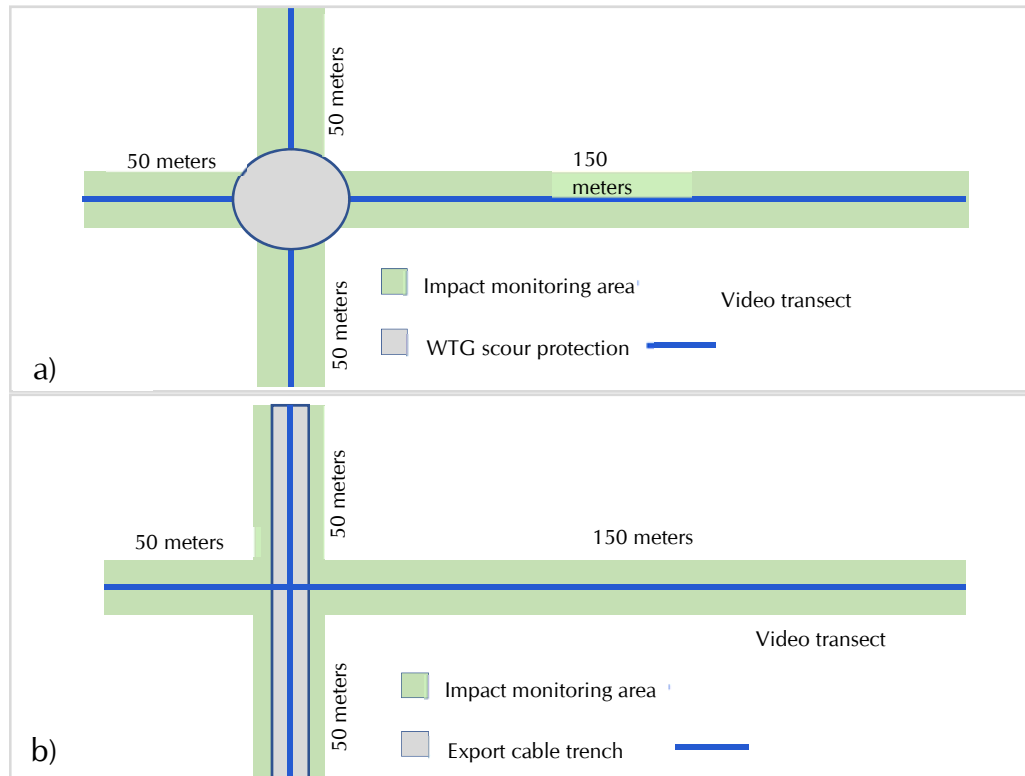 50 meters
50 meters
150
meters
50 meters
Impact monitoring area
Video transect
WTG scour protection
a)
50 meters
50 meters
150 meters
50 meters
Video transect
Impact monitoring area
Export cable trench
b)